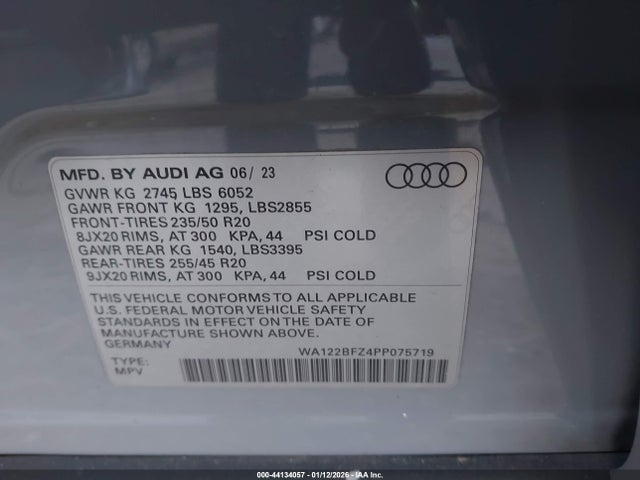 MFD. BY AUDI AG 06/ 23
GVWR KG 2745 LBS 6052
GAWR FRONT KG 1295, LBS2855
FRONT-TIRES 235/50 R20
8JX20 RIMS, AT 300 KPA, 44 PSI COLD
GAWR REAR KG 1540, LBS3395
REAR-TIRES 255/45 R20
9JX20 RIMS, AT 300 KPA, 44 PSI COLD
THIS VEHICLE CONFORMS TO ALL APPLICABLE
U.S. FEDERAL MOTOR VEHICLE SAFETY
STANDARDS IN EFFECT ON THE DATE OF
MANUFACTURE SHOWN ABOVE.
GERMANY
WA122BFZ4PP075719
TYPE:
MPV
000-44134057 - 01/12/2026 - IAA Inc.